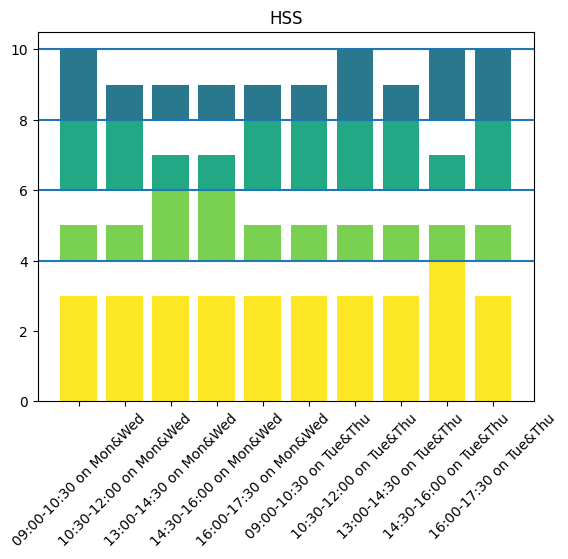 HSS
10
8
6
4
2
0
09:00-10:30 on Mon&Wed
10:30-12:00 on Mon&Wed
13:00-14:30 on Mon&Wed
14:30-16:00 on Mon&Wed
16:00-17:30 on Mon&Wed
09:00-10:30 on Tue&Thu
10:30-12:00 on Tue&Thu
13:00-14:30 on Tue&Thu
14:30-16:00 on Tue&Thu
16:00-17:30 on Tue&Thu